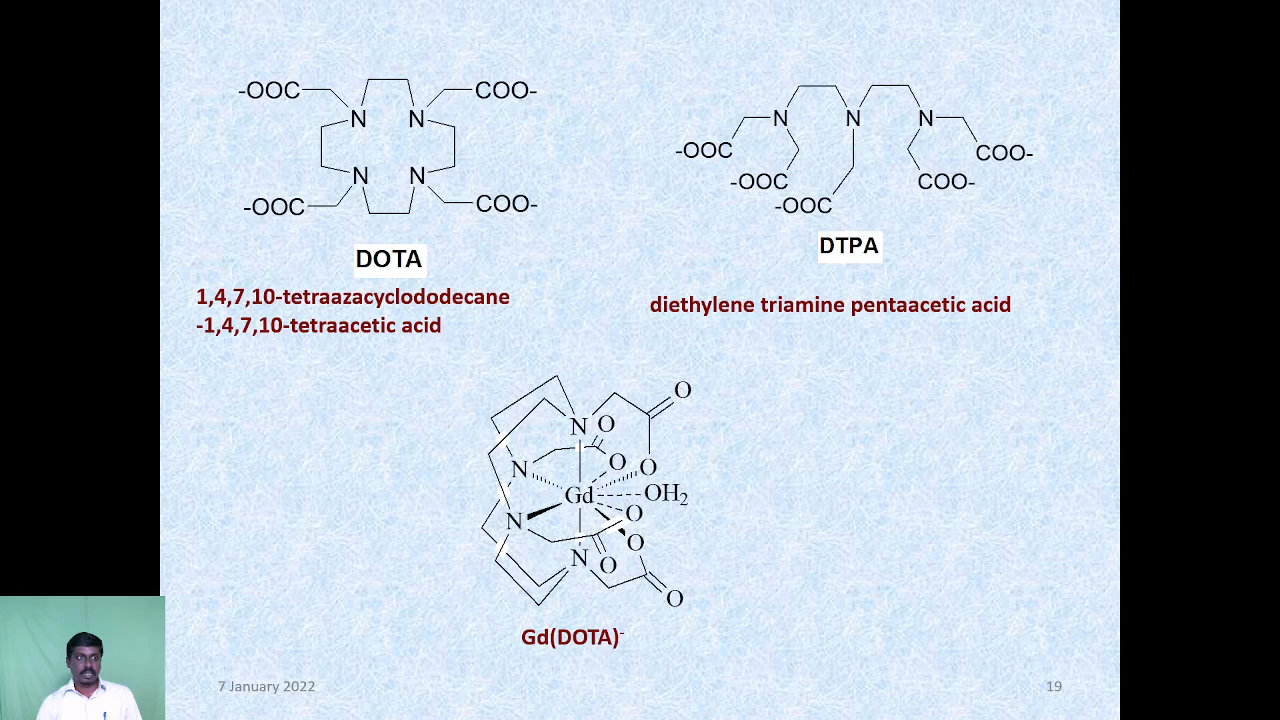 -OOC COO-
N N
N N
-OOC COO-
DOTA
1,4,7,10-tetraazacyclododecane
-1,4,7,10-tetraacetic acid
N N N
-OOC COO-
-OOC COO-
-OOC
DTPA
diethylene triamine pentaacetic acid
O
N O
N O O
Gd OH2
N O
O
N O
O
Gd(DOTA)-
7 January 2022 19